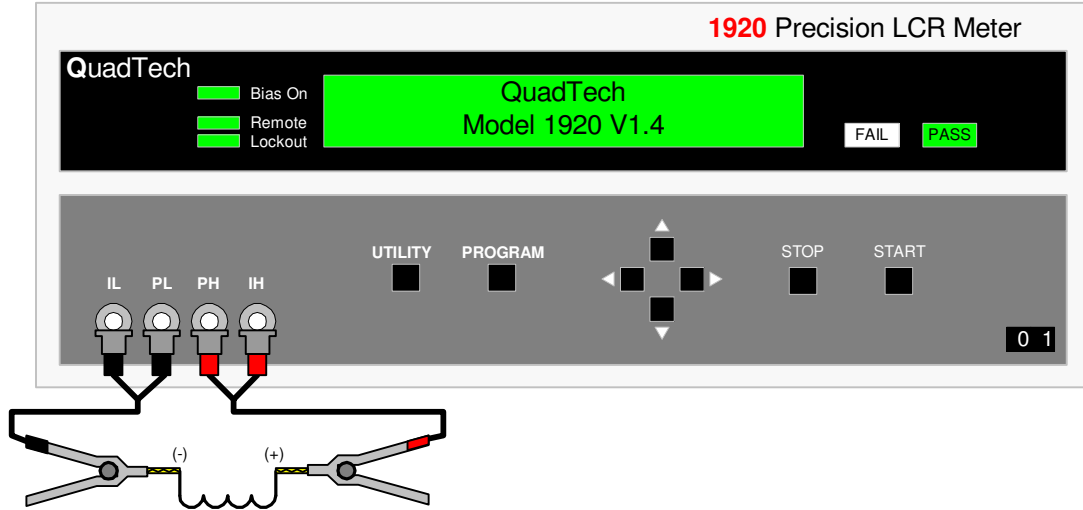 1920 Precision LCR Meter
QuadTech
Bias On
Remote
Lockout
QuadTech
Model 1920 V1.4
FAIL
PASS
UTILITY
PROGRAM
STOP
START
IL
PL
PH
IH
0 1
(-)
(+)